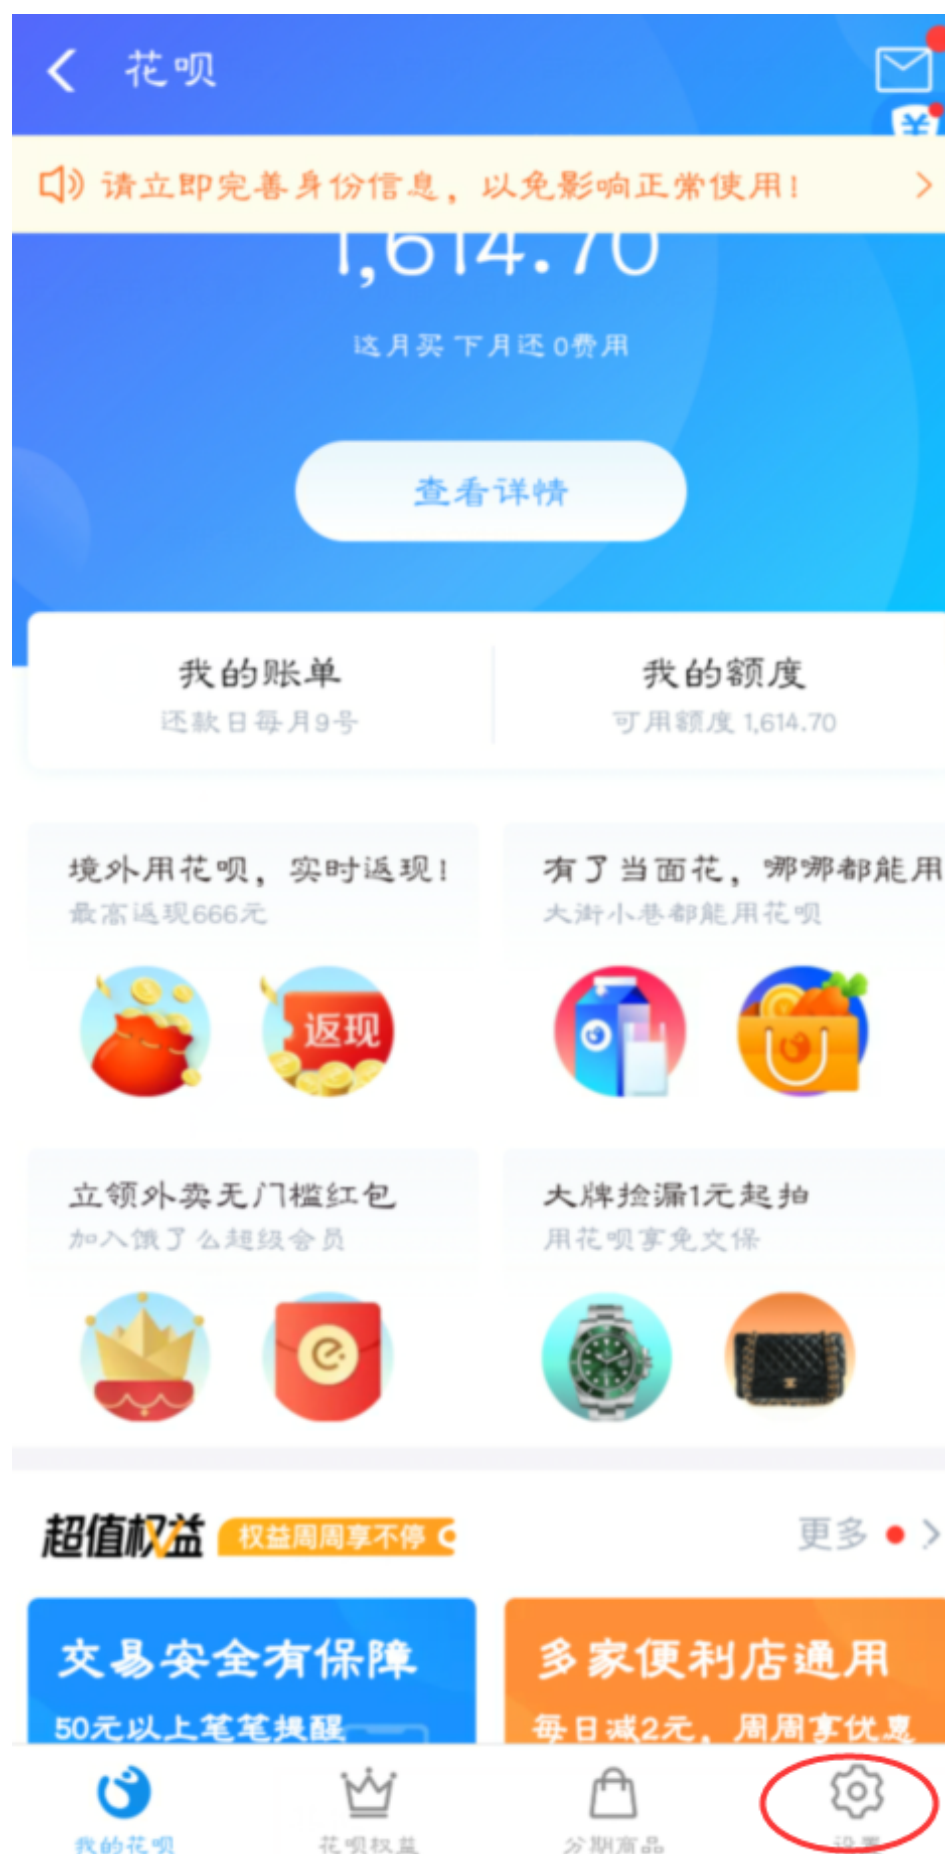 花呗
请立即完善身份信息，以免影响正常使用！
1,614.70
这月买 下月还 0费用
查看详情
我的账单
还款日每月9号
我的额度
可用额度 1,614.70
境外用花呗，实时返现！
最高返现666元
有了当面花，哪哪都能用
大街小巷都能用花呗
返现
立领外卖无门槛红包
加入饿了么超级会员
大牌捡漏1元起拍
用花呗享免文保
超值权益
权益周周享不停
更多
交易安全有保障
50元以上笔笔提醒
多家便利店通用
每日减2元，周周享优惠
我的花呗
花呗权益
分期商品
设置